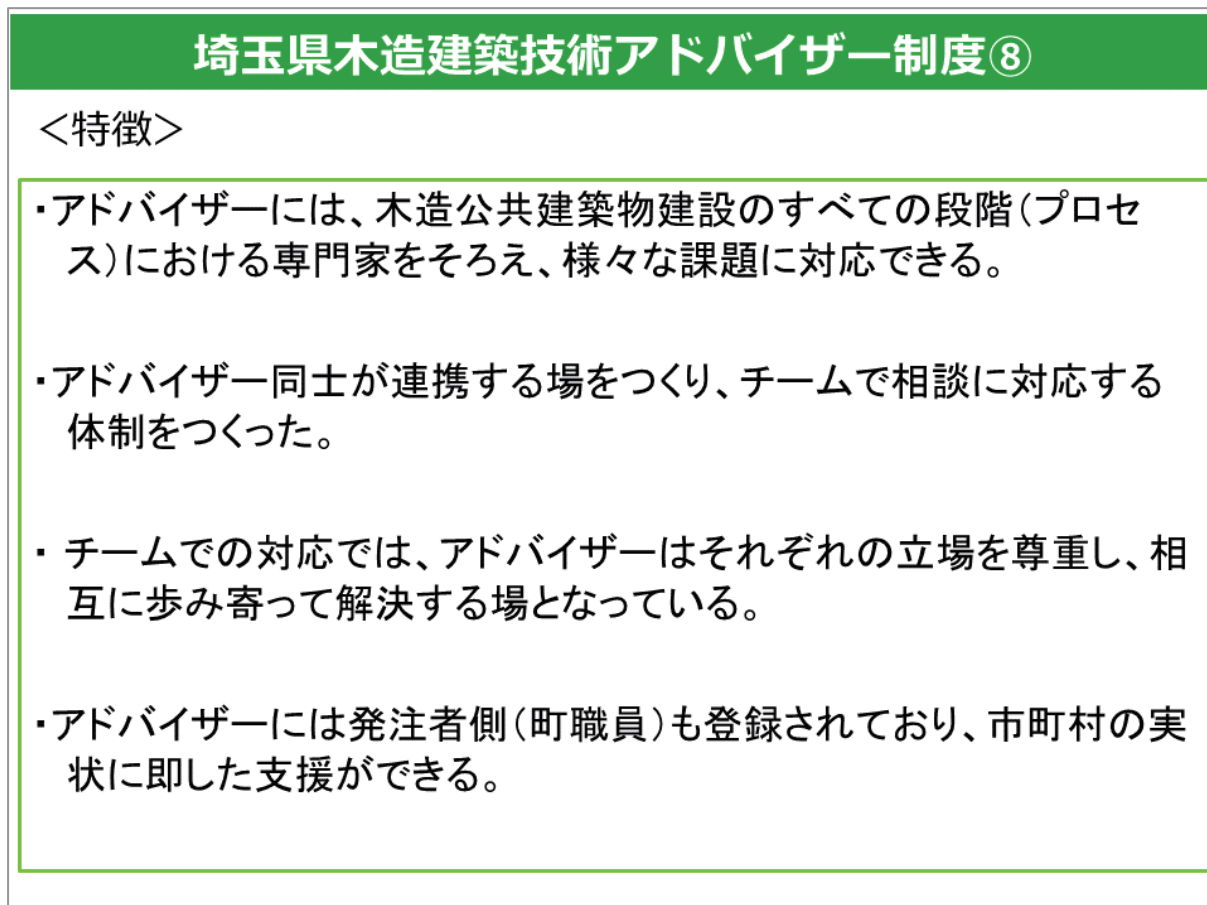 埼玉県木造建築技術アドバイザー制度⑧
＜特徴＞
・アドバイザーには、木造公共建築物建設のすべての段階（プロセ
ス）における専門家をそろえ、様々な課題に対応できる。
・アドバイザー同士が連携する場をつくり、チームで相談に対応する
体制をつくった。
・ チームでの対応では、アドバイザーはそれぞれの立場を尊重し、相
互に歩み寄って解決する場となっている。
・アドバイザーには発注者側（町職員）も登録されており、市町村の実
状に即した支援ができる。